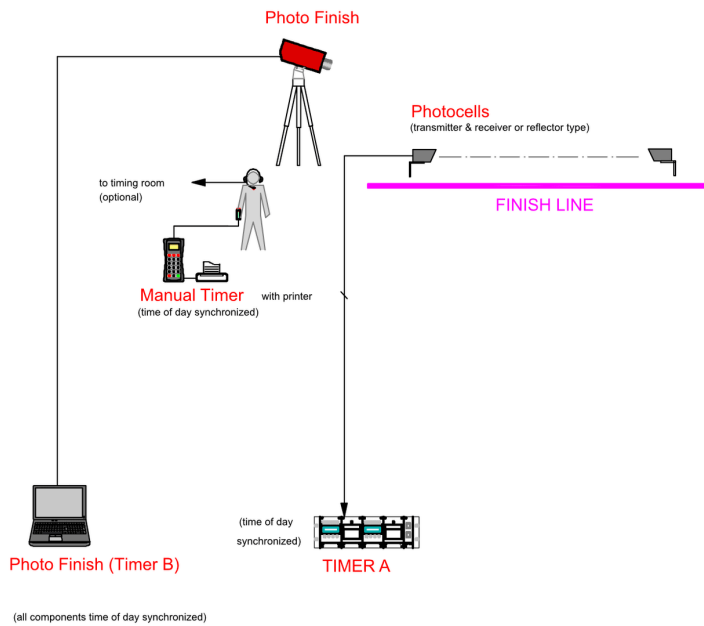 Photo Finish
Photocells
(transmitter & receiver or reflector type)
to timing room
(optional)
FINISH LINE
Manual Timer with printer
(time of day synchronized)
(time of day
synchronized)
Photo Finish (Timer B)
TIMER A
(all components time of day synchronized)